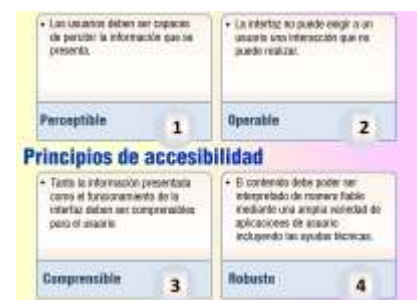 • Los usuarios deben ser capaces
de percibir la información que se
presenta.
Perceptible
1
• La interfaz no puede exigir a un
usuario una interacción que no
puede realizar.
Operable
2
Principios de accesibilidad
• Tanto la información presentada
como el funcionamiento de la
interfaz deben ser comprensibles
para el usuario
Comprensible
3
• El contenido debe poder ser
interpretado de manera fiable
mediante una amplia variedad de
aplicaciones de usuario
incluyendo las ayudas técnicas.
Robusto
4